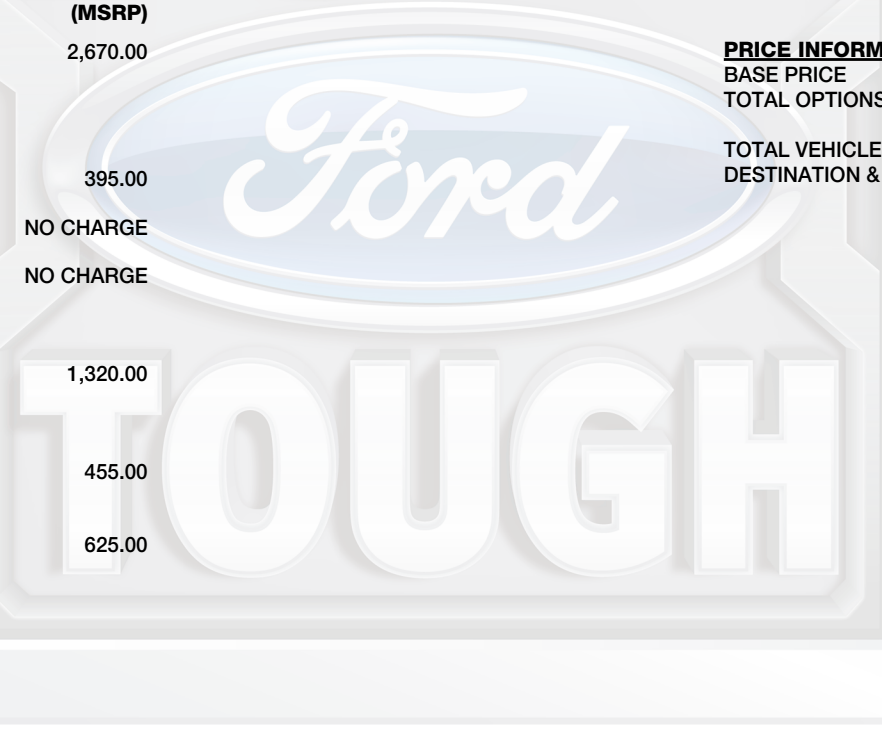 (MSRP)
2,670.00
395.00
NO CHARGE
NO CHARGE
1,320.00
455.00
625.00
PRICE INFORM
BASE PRICE
TOTAL OPTIONS
TOTAL VEHICLE
DESTINATION &
Ford
TOUGH